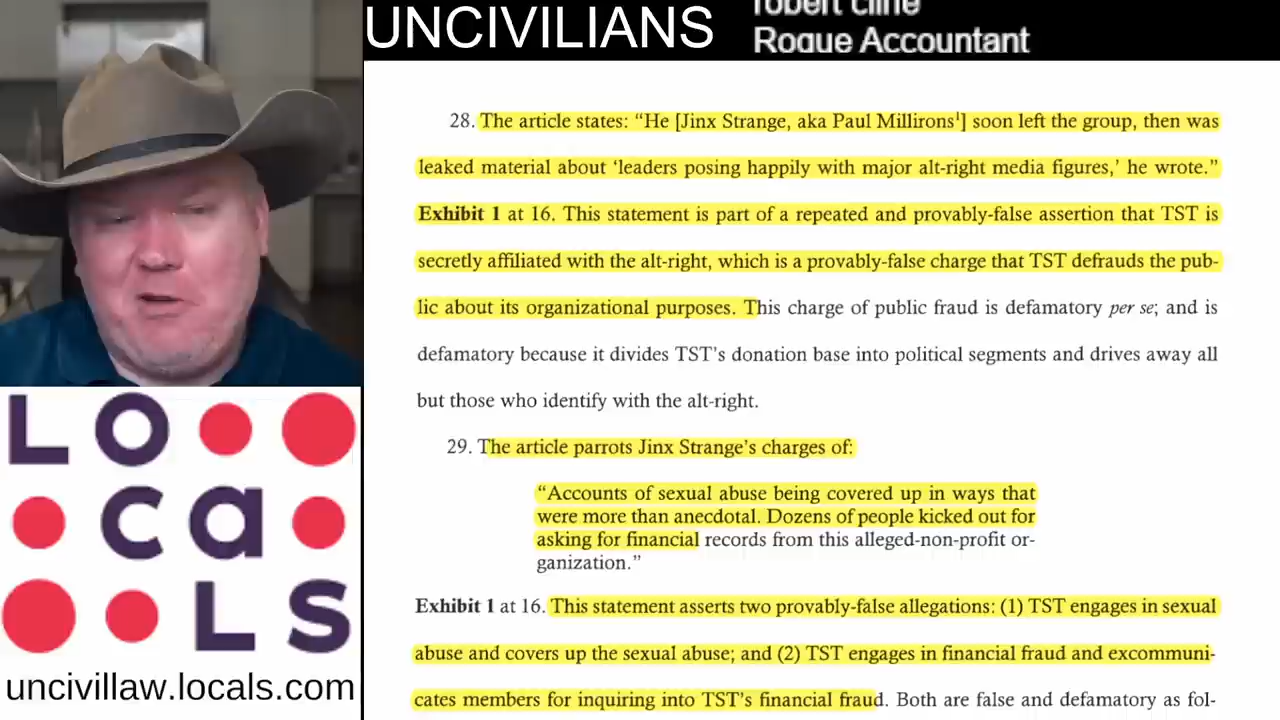 UNCIVILIANS
robert cline
Rogue Accountant
28. The article states: “He [Jinx Strange, aka Paul Millirons¹] soon left the group, then was
leaked material about ‘leaders posing happily with major alt-right media figures,’ he wrote.”
Exhibit 1 at 16. This statement is part of a repeated and provably-false assertion that TST is
secretly affiliated with the alt-right, which is a provably-false charge that TST defrauds the pub-
lic about its organizational purposes. This charge of public fraud is defamatory per se; and is
defamatory because it divides TST’s donation base into political segments and drives away all
but those who identify with the alt-right.
29. The article parrots Jinx Strange’s charges of:
“Accounts of sexual abuse being covered up in ways that
were more than anecdotal. Dozens of people kicked out for
asking for financial records from this alleged-non-profit or-
ganization.”
Exhibit 1 at 16. This statement asserts two provably-false allegations: (1) TST engages in sexual
abuse and covers up the sexual abuse; and (2) TST engages in financial fraud and excommuni-
cates members for inquiring into TST’s financial fraud. Both are false and defamatory as fol-
LO
ca
LS
uncivillaw.locals.com